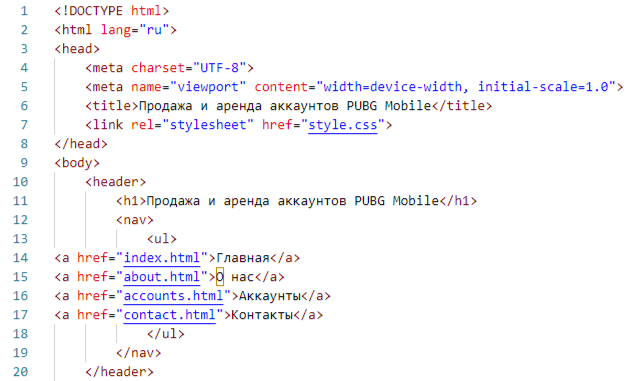 1 <!DOCTYPE html>
2 <html lang="ru">
3 <head>
4 <meta charset="UTF-8">
5 <meta name="viewport" content="width=device-width, initial-scale=1.0">
6 <title>Продажа и аренда аккаунтов PUBG Mobile</title>
7 <link rel="stylesheet" href="style.css">
8 </head>
9 <body>
10 <header>
11 <h1>Продажа и аренда аккаунтов PUBG Mobile</h1>
12 <nav>
13 <ul>
14 <a href="index.html">Главная</a>
15 <a href="about.html">О нас</a>
16 <a href="accounts.html">Аккаунты</a>
17 <a href="contact.html">Контакты</a>
18 </ul>
19 </nav>
20 </header>